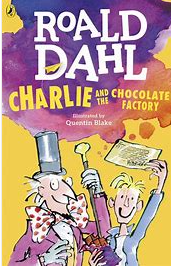 ROALD
DAHL
CHARLIE AND THE CHOCOLATE
FACTORY
Illustrated by
Quentin Blake